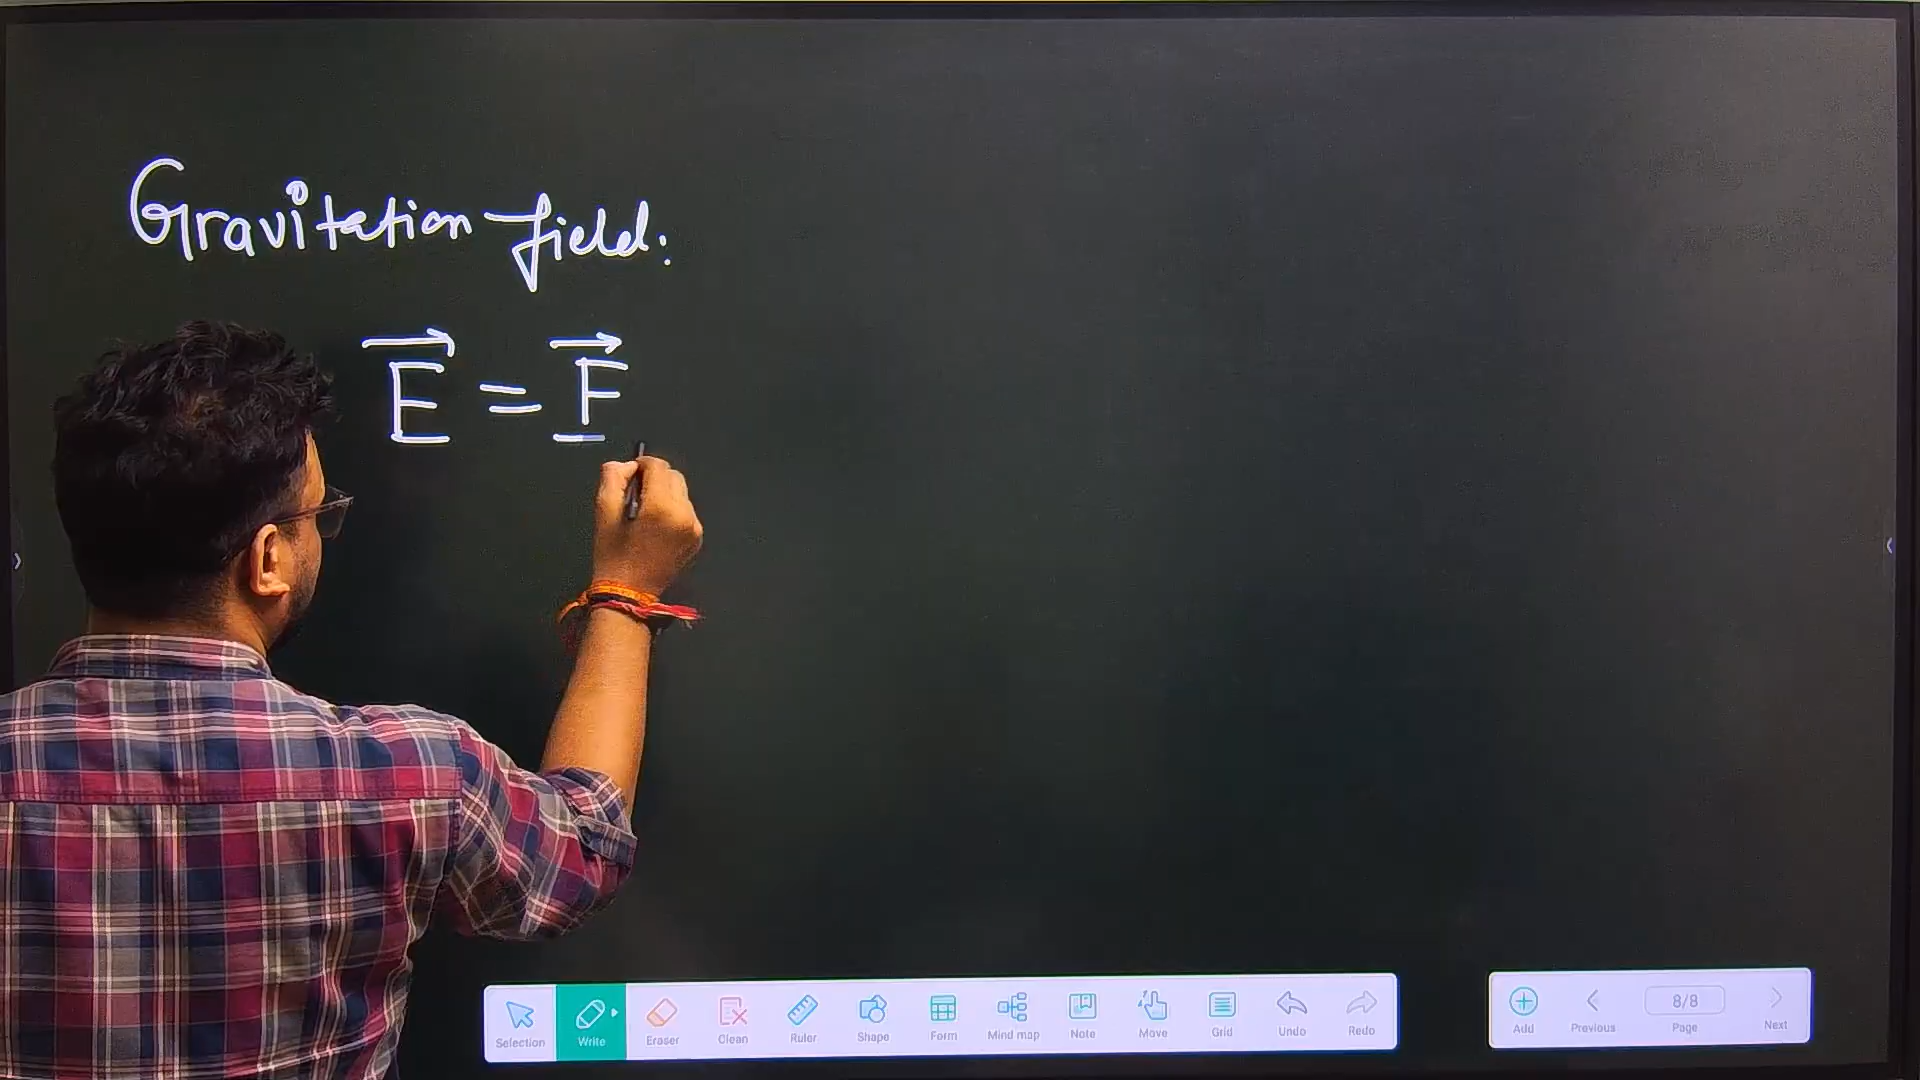 Gravitation field:
E⃗ = F⃗
Selection
Write
Eraser
Clean
Ruler
Shape
Form
Mind map
Note
Move
Grid
Undo
Redo
Add
Previous
8/8
Page
Next